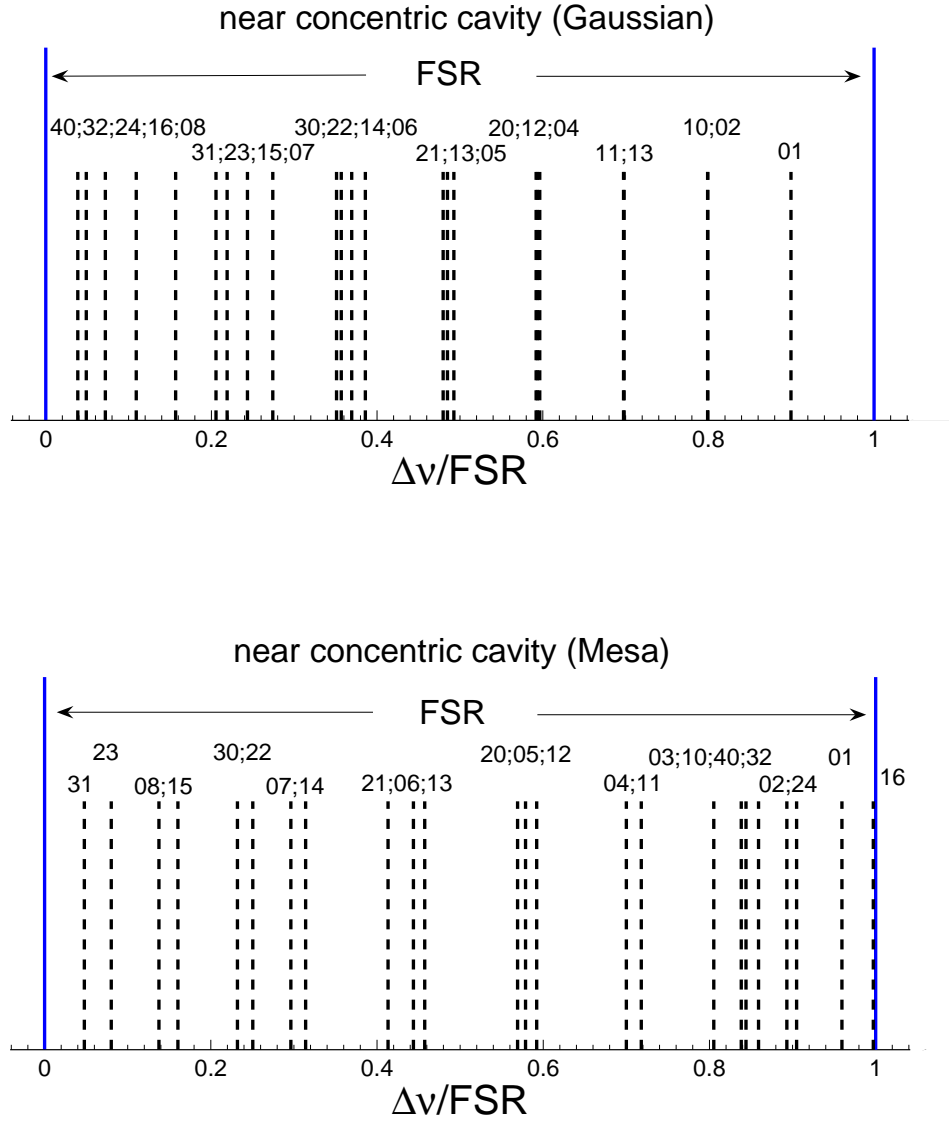 near concentric cavity (Gaussian)
FSR
40;32;24;16;08
30;22;14;06
20;12;04
10;02
31;23;15;07
21;13;05
11;13
01
0 0.2 0.4 0.6 0.8 1
Δν/FSR
near concentric cavity (Mesa)
FSR
23
30;22
20;05;12
03;10;40;32
01
31
08;15
07;14
21;06;13
04;11
02;24
16
0 0.2 0.4 0.6 0.8 1
Δν/FSR